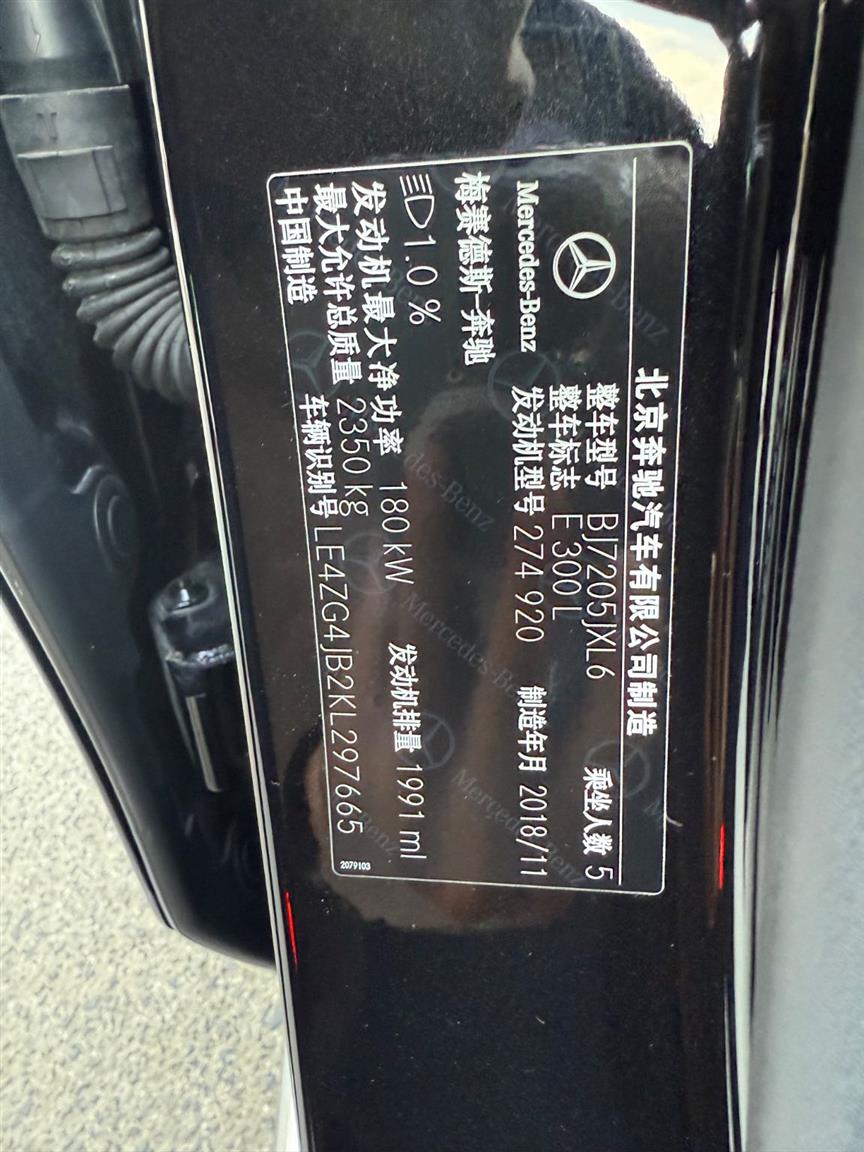 北京奔驰汽车有限公司制造
Mercedes-Benz
梅赛德斯-奔驰
整车型号 BJ7205JXL6 乘坐人数 5
整车标志 E 300 L
发动机型号 274 920 制造年月 2018/11
1.0 %
发动机最大净功率 180 kW 发动机排量 1991 ml
最大允许总质量 2350 kg
中国制造 车辆识别号 LE4ZG4JB2KL297665
2079103